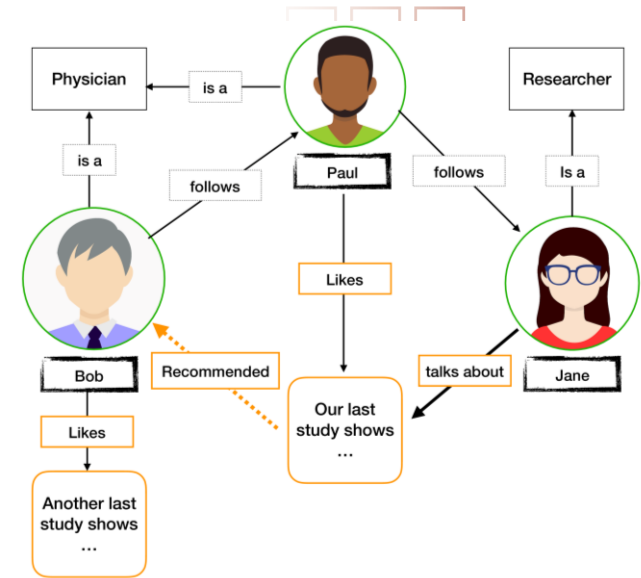 Physician
is a
Researcher
is a
Paul
Is a
follows
follows
Likes
Recommended
talks about
Bob
Jane
Our last
study shows
...
Likes
Another last
study shows
...